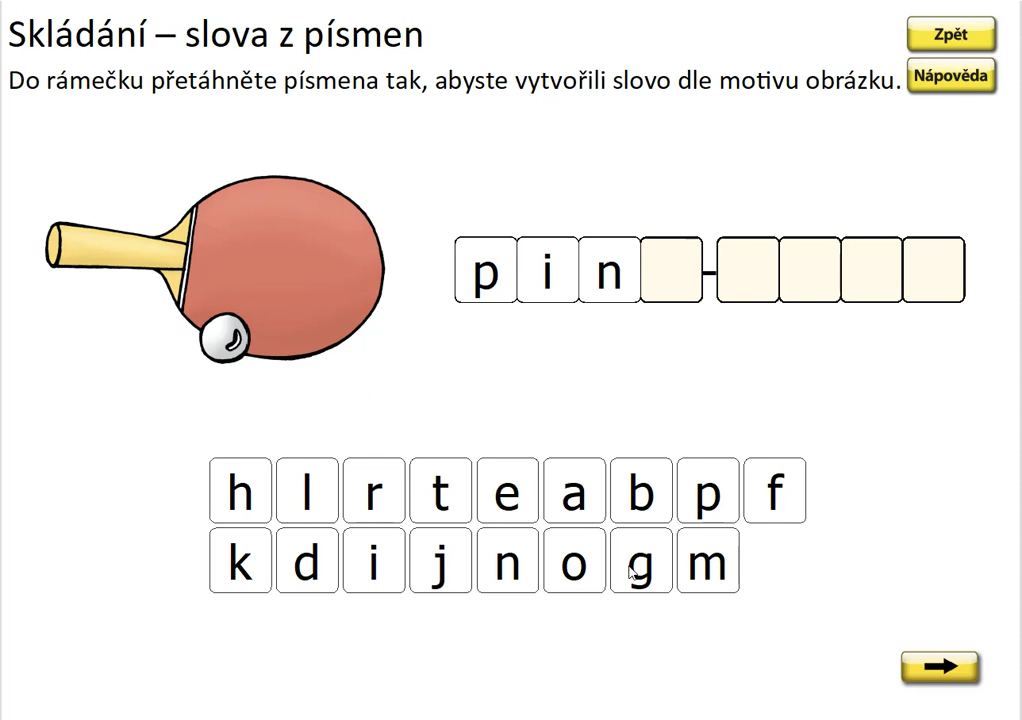 Skládání – slova z písmen
Zpět
Do rámečku přetáhněte písmena tak, abyste vytvořili slovo dle motivu obrázku.
Nápověda
p i n -
h l r t e a b p f
k d i j n o g m